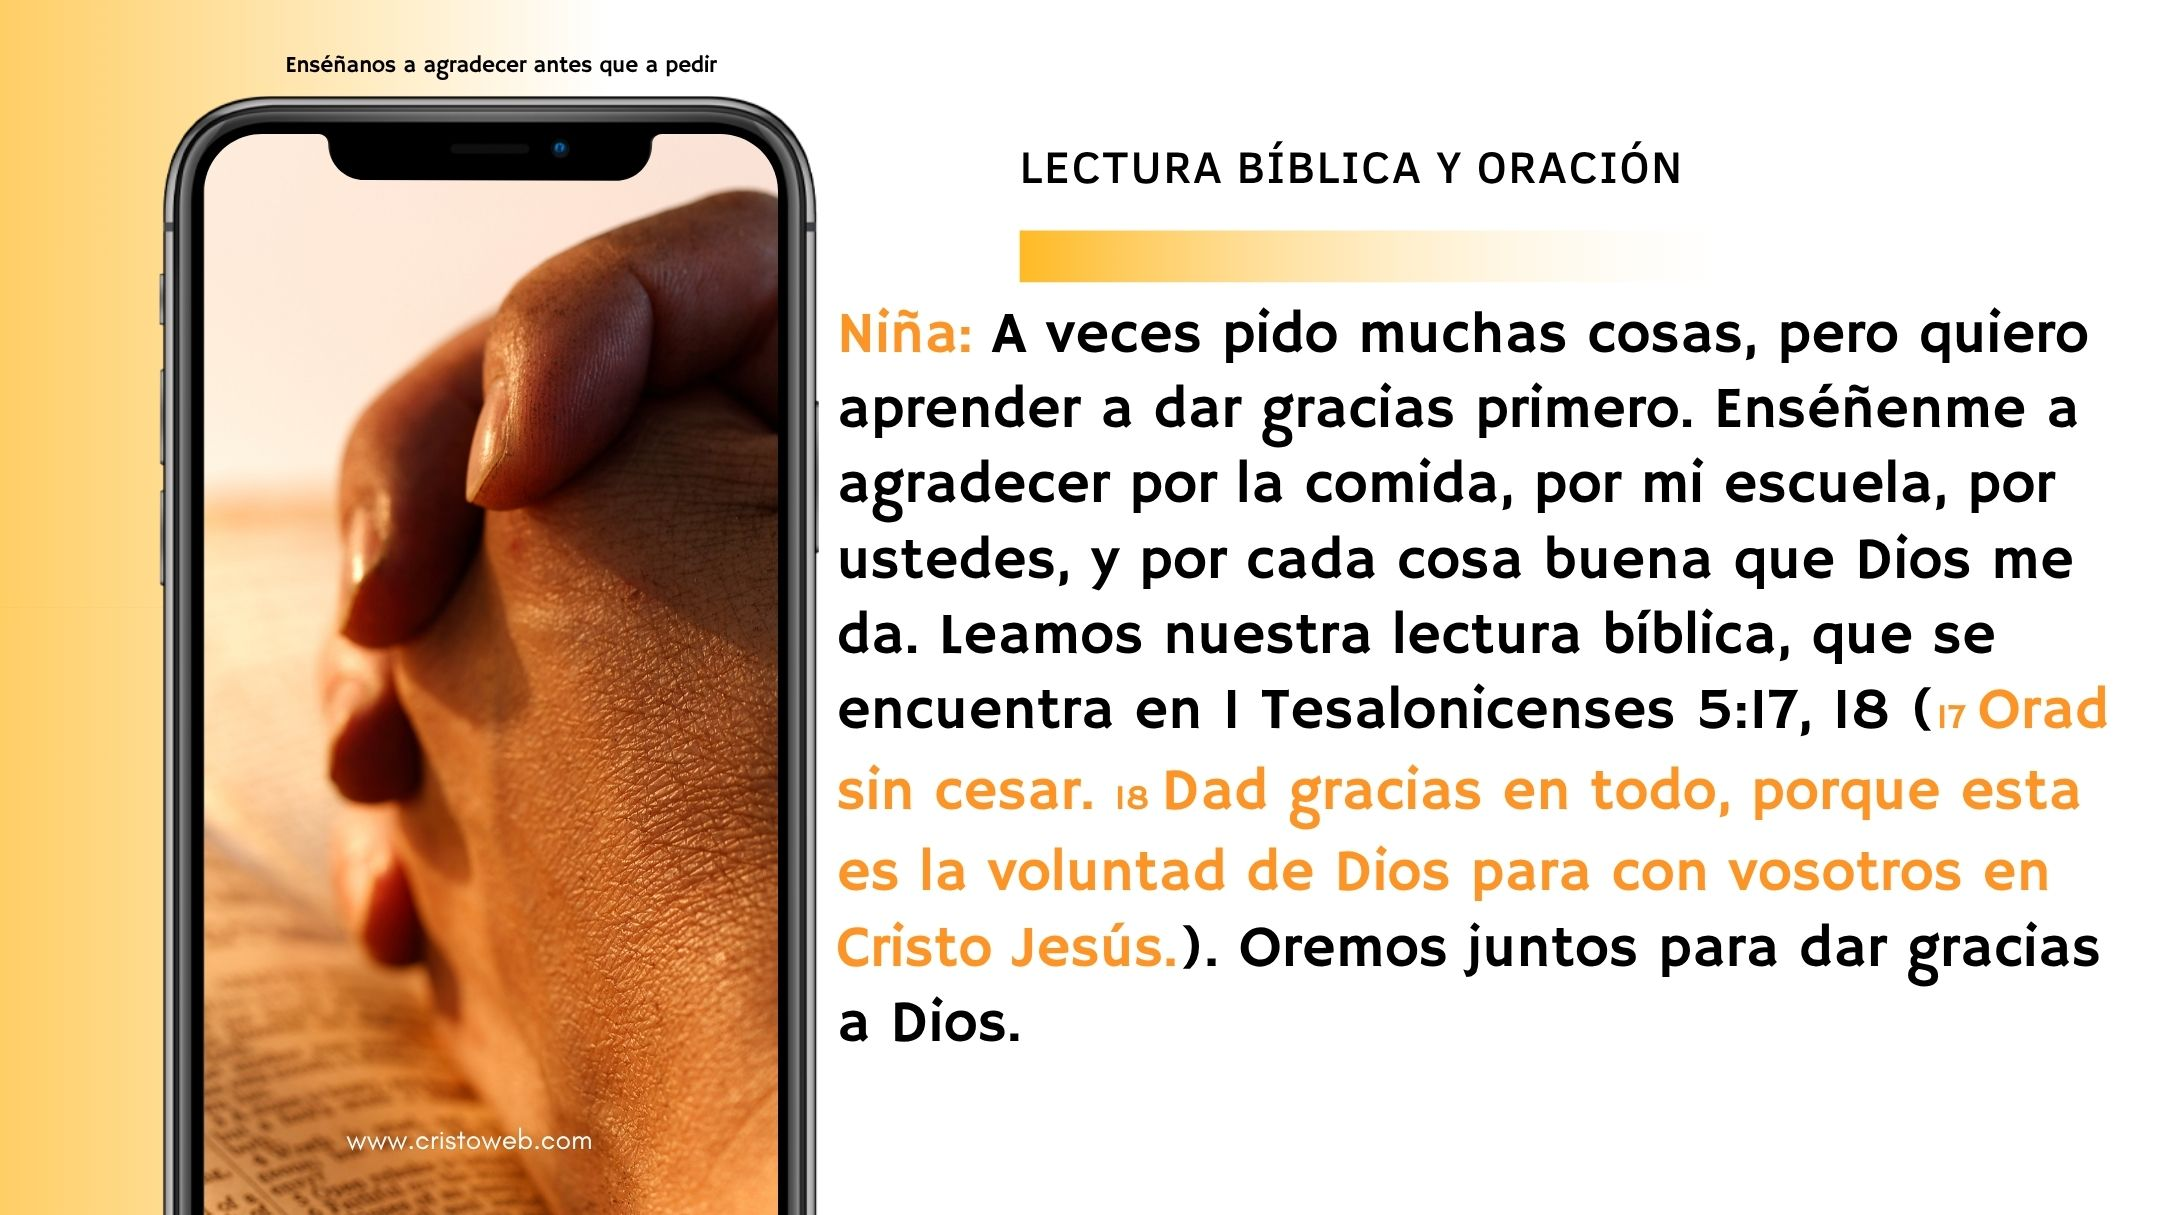 Enséñanos a agradecer antes que a pedir
LECTURA BÍBLICA Y ORACIÓN
Niña: A veces pido muchas cosas, pero quiero
aprender a dar gracias primero. Enséñenme a
agradecer por la comida, por mi escuela, por
ustedes, y por cada cosa buena que Dios me
da. Leamos nuestra lectura bíblica, que se
encuentra en 1 Tesalonicenses 5:17, 18 (17 Orad
sin cesar. 18 Dad gracias en todo, porque esta
es la voluntad de Dios para con vosotros en
Cristo Jesús.). Oremos juntos para dar gracias
a Dios.
www.cristoweb.com